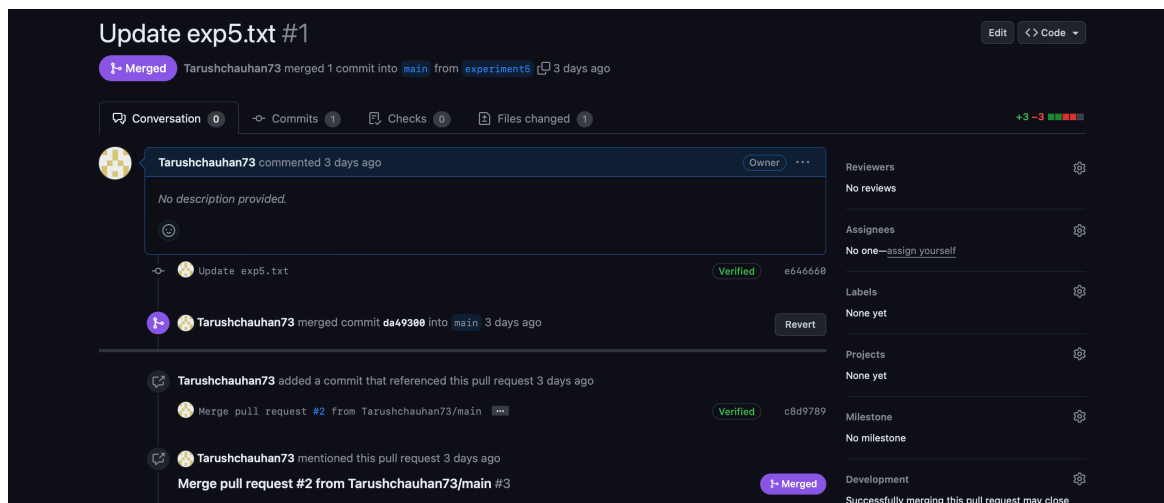 Update exp5.txt #1
Edit
<> Code
Merged
Tarushchauhan73 merged 1 commit into main from experiment5 3 days ago
Conversation 0
Commits 1
Checks 0
Files changed 1
+3 −3
Tarushchauhan73 commented 3 days ago
Owner
...
No description provided.
Update exp5.txt
Verified
e646660
Tarushchauhan73 merged commit da49300 into main 3 days ago
Revert
Tarushchauhan73 added a commit that referenced this pull request 3 days ago
Merge pull request #2 from Tarushchauhan73/main ...
Verified
c8d9789
Tarushchauhan73 mentioned this pull request 3 days ago
Merge pull request #2 from Tarushchauhan73/main #3
Merged
Reviewers
No reviews
Assignees
No one—assign yourself
Labels
None yet
Projects
None yet
Milestone
No milestone
Development
Successfully merging this pull request may close